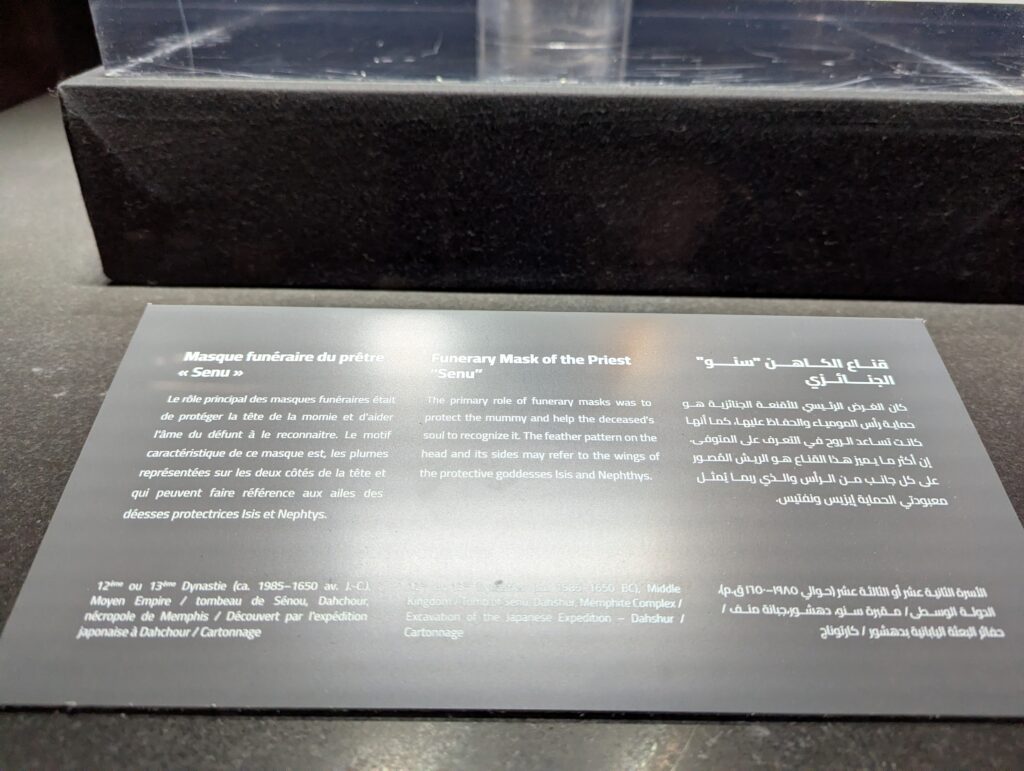 Masque funéraire du prêtre
« Senu »
Le rôle principal des masques funéraires était
de protéger la tête de la momie et d'aider
l'âme du défunt à le reconnaitre. Le motif
caractéristique de ce masque est, les plumes
représentées sur les deux côtés de la tête et
qui peuvent faire référence aux ailes des
déesses protectrices Isis et Nephtys.
12ème ou 13ème Dynastie (ca. 1985–1650 av. J.-C.).
Moyen Empire / tombeau de Sénou, Dahchour,
nécropole de Memphis / Découvert par l'expédition
japonaise à Dahchour / Cartonnage
Funerary Mask of the Priest
"Senu"
The primary role of funerary masks was to
protect the mummy and help the deceased's
soul to recognize it. The feather pattern on the
head and its sides may refer to the wings of
the protective goddesses Isis and Nephthys.
1650 BC), Middle
Kingdom / Tomb of Senu, Dahshur, Memphite Complex /
Excavation of the Japanese Expedition – Dahshur /
Cartonnage
قناع الكاهن "سنو"
الجنائزي
كان الغرض الرئيسي للأقنعة الجنائزية هو
حماية رأس المومياء والحفاظ عليها، كما أنها
كانت تساعد الروح في التعرف على المتوفى.
إن أكثر ما يميز هذا القناع هو الريش المُصور
على كل جانب من الرأس والذي ربما يُمثل
معبودتي الحماية إيزيس ونفتيس.
الأسرة الثانية عشر أو الثالثة عشر (حوالي ١٩٨٥-١٦٥٠ ق.م)
الدولة الوسطى / مقبرة سنو، دهشور،جبانة منف /
حفائر البعثة اليابانية بدهشور / كارتوناج